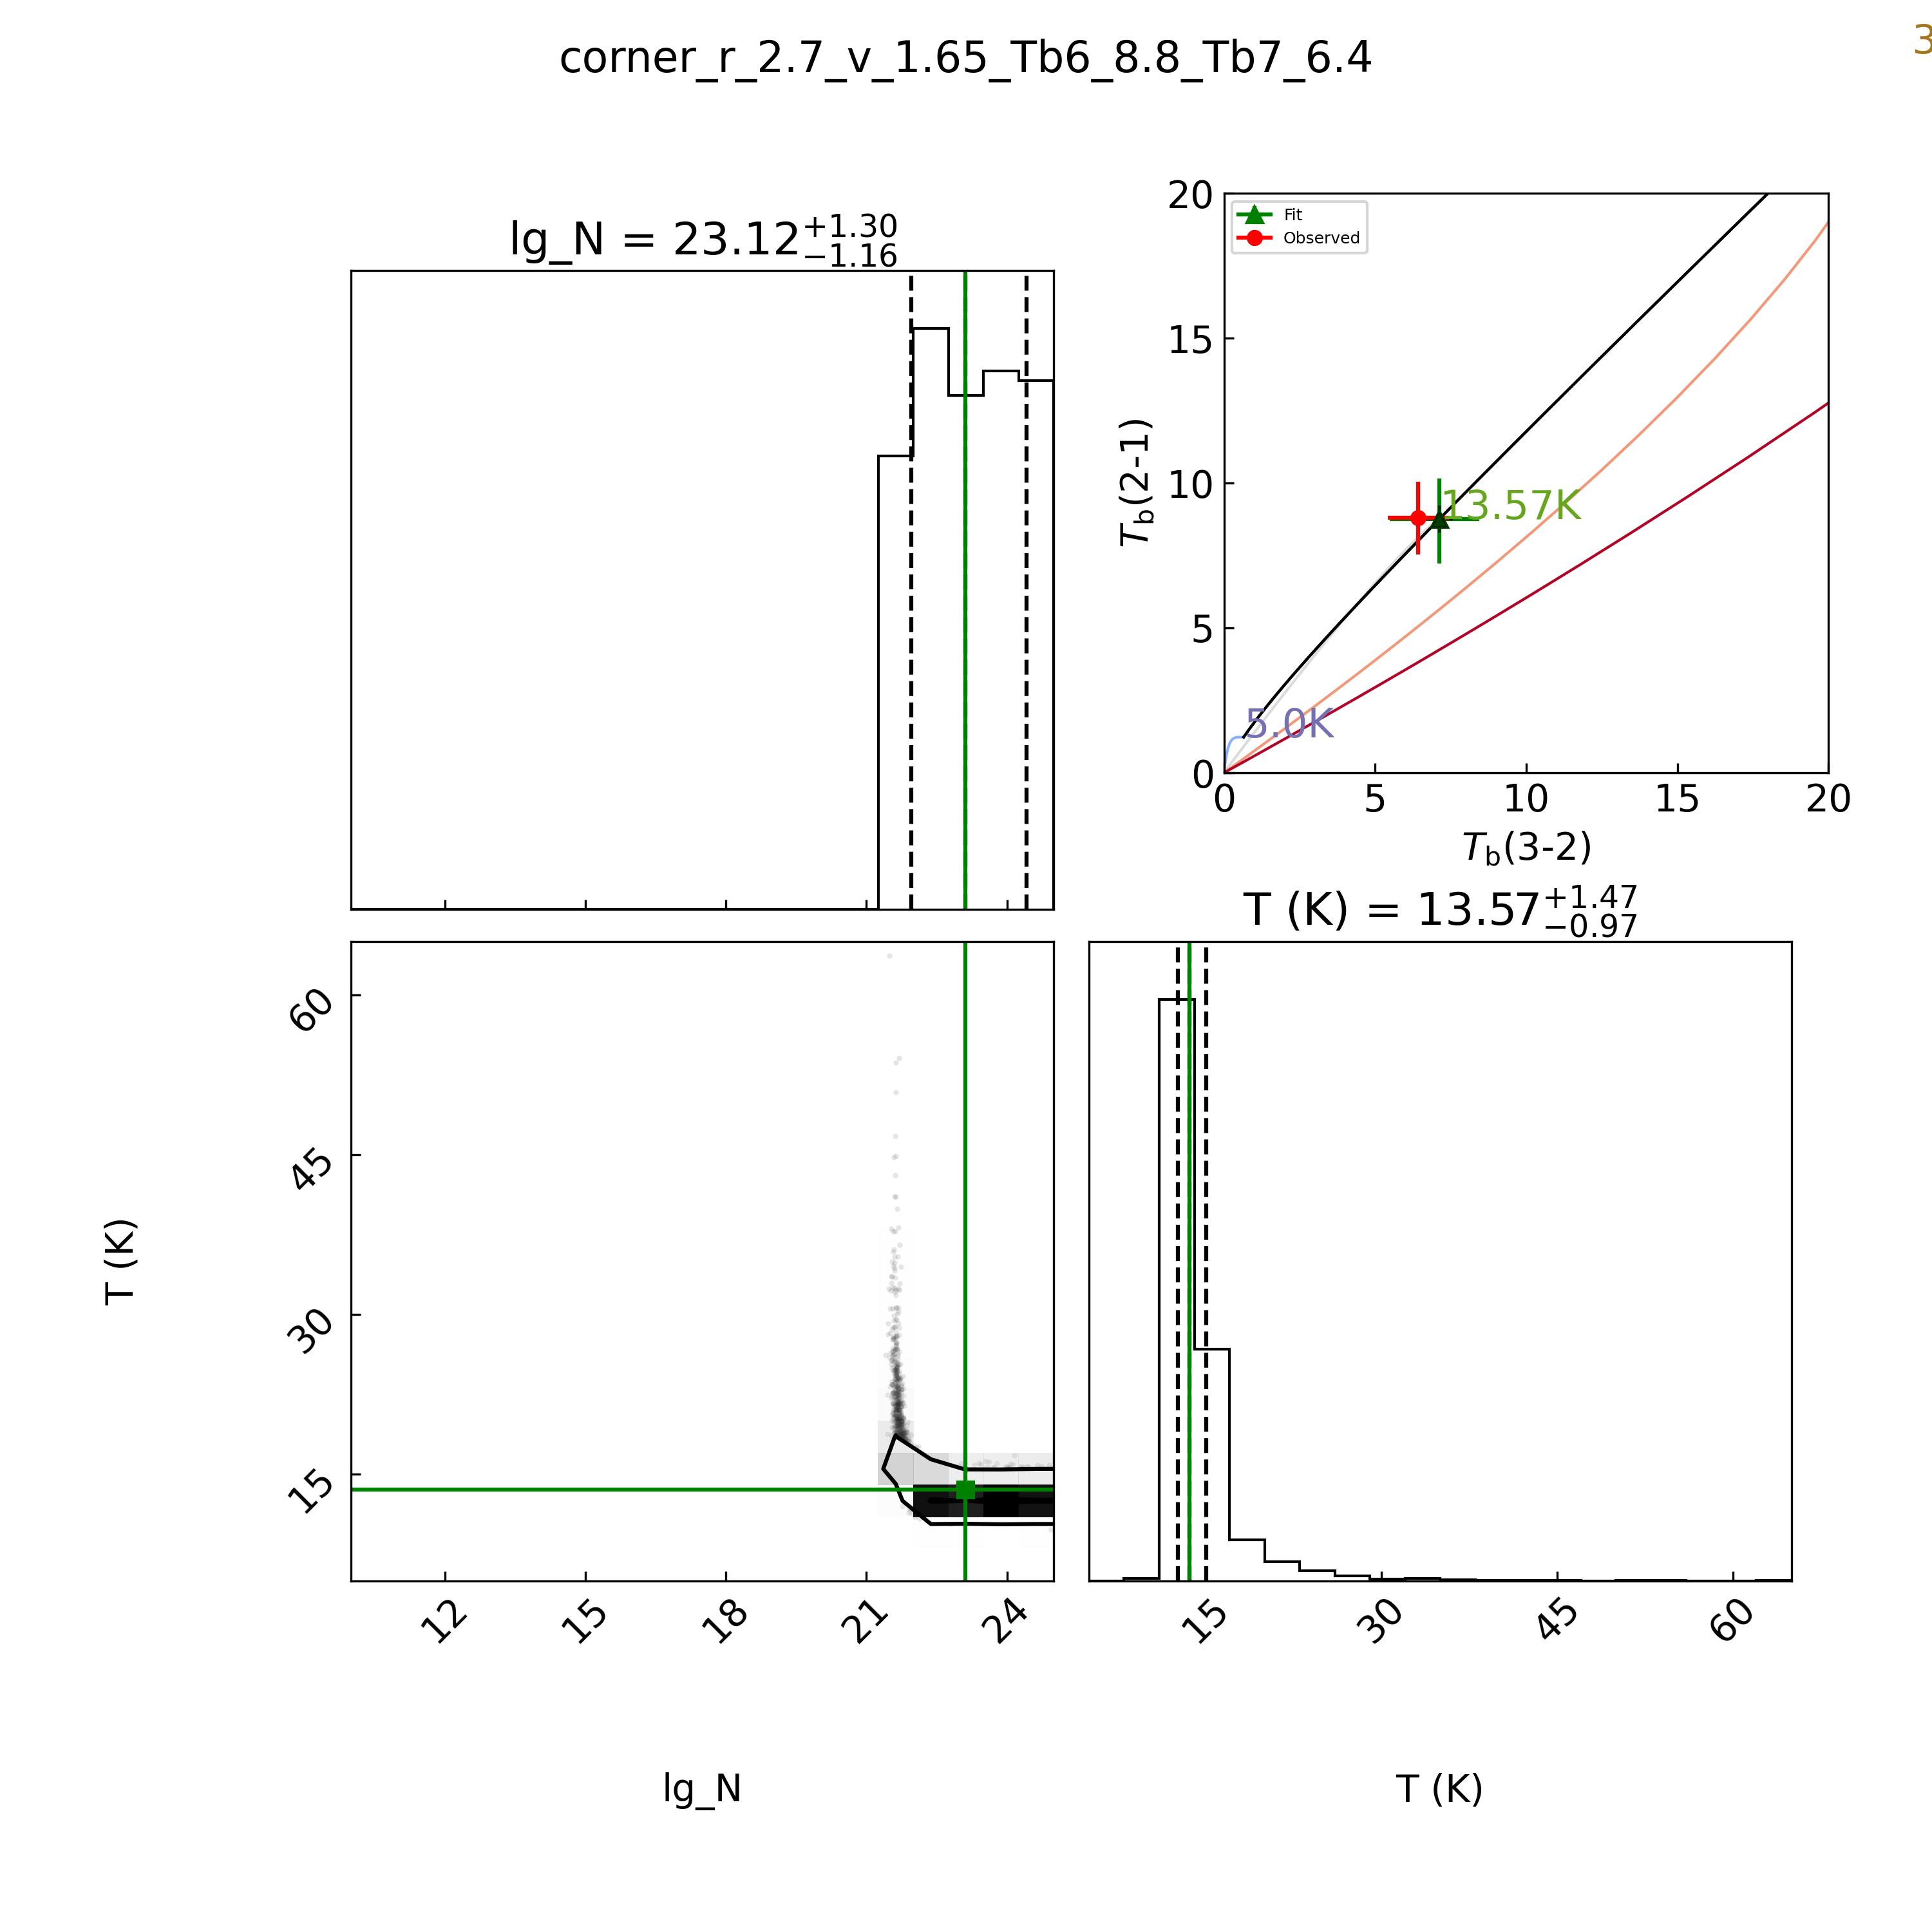 corner_r_2.7_v_1.65_Tb6_8.8_Tb7_6.4
3
lg_N = 23.12+1.30−1.16
20
15
10
5
0
Fit
Observed
13.57K
5.0K
Tb(2-1)
0 5 10 15 20
Tb(3-2)
T (K) = 13.57+1.47−0.97
60
45
30
15
T (K)
12 15 18 21 24
lg_N
15 30 45 60
T (K)